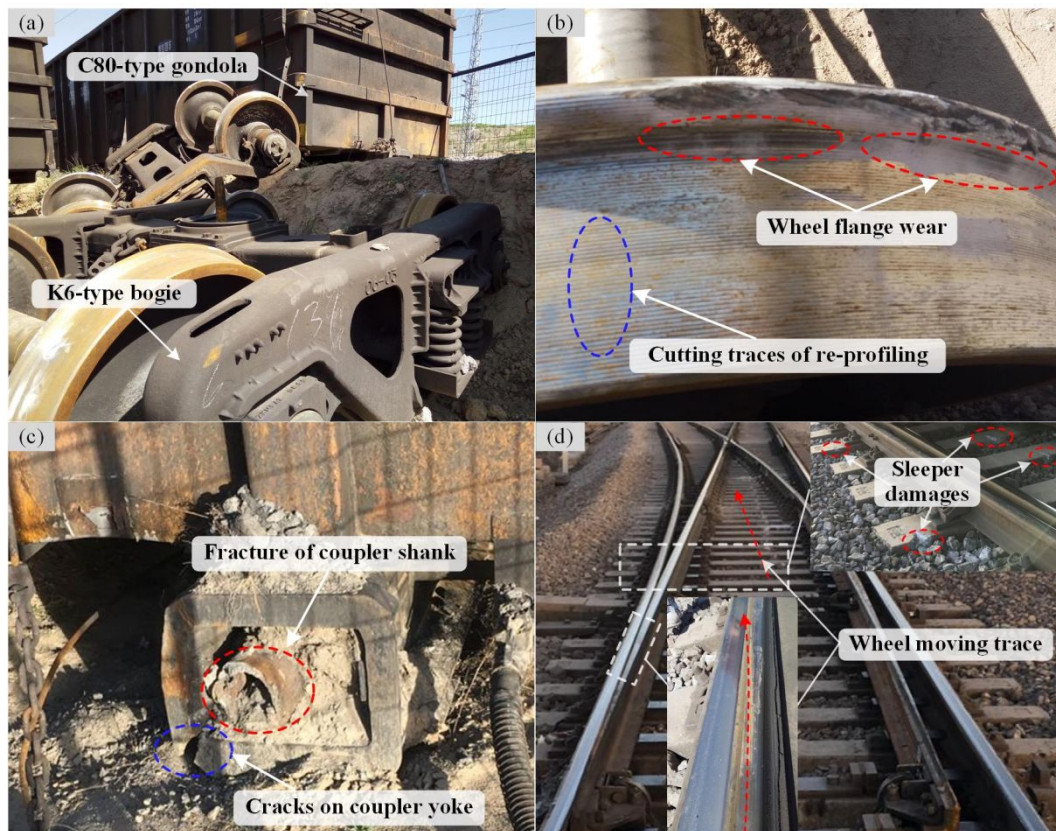 (a)
C80-type gondola
K6-type bogie
136
(b)
Wheel flange wear
Cutting traces of re-profiling
(c)
Fracture of coupler shank
Cracks on coupler yoke
(d)
Sleeper
damages
Wheel moving trace